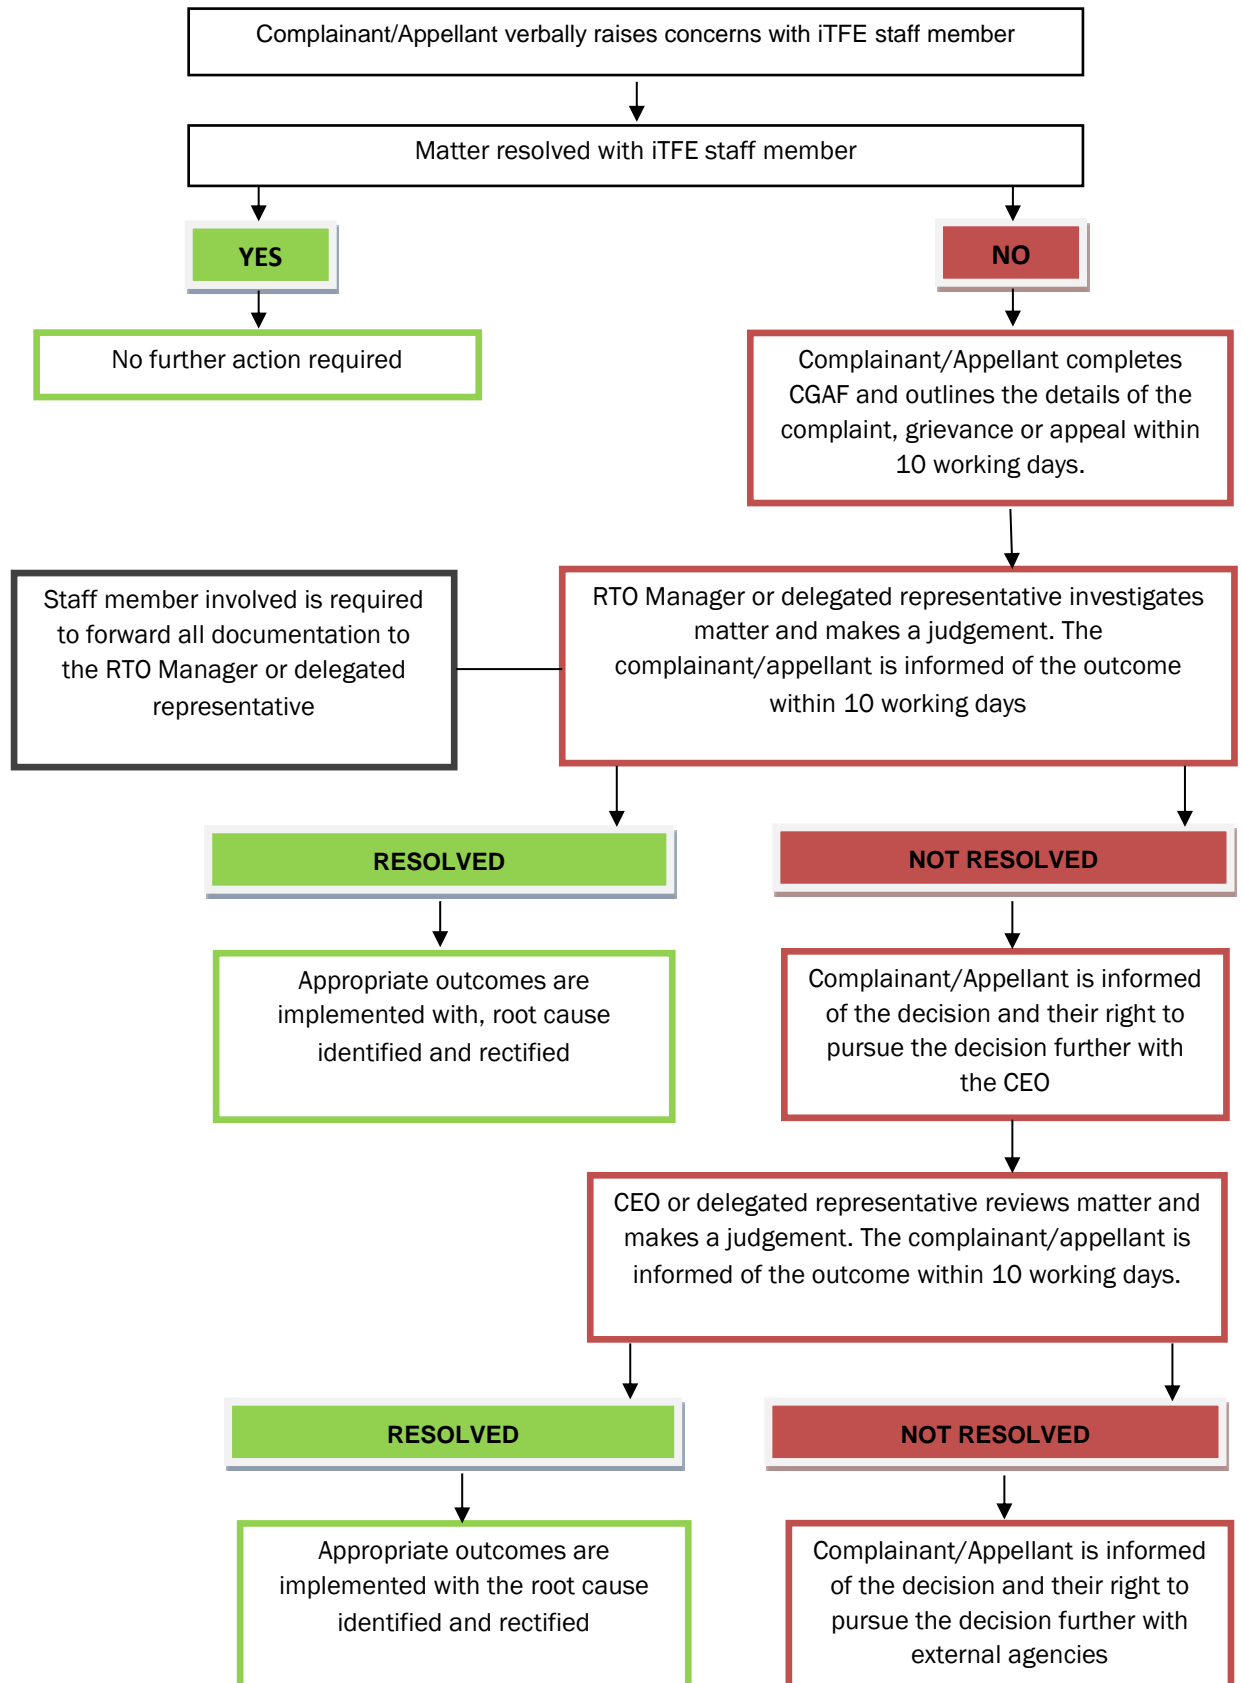 Complainant/Appellant verbally raises concerns with iTFE staff member
Matter resolved with iTFE staff member
YES
NO
No further action required
Complainant/Appellant completes
CGAF and outlines the details of the
complaint, grievance or appeal within
10 working days.
Staff member involved is required
to forward all documentation to
the RTO Manager or delegated
representative
RTO Manager or delegated representative investigates
matter and makes a judgement. The
complainant/appellant is informed of the outcome
within 10 working days
RESOLVED
NOT RESOLVED
Appropriate outcomes are
implemented with, root cause
identified and rectified
Complainant/Appellant is informed
of the decision and their right to
pursue the decision further with
the CEO
CEO or delegated representative reviews matter and
makes a judgement. The complainant/appellant is
informed of the outcome within 10 working days.
RESOLVED
NOT RESOLVED
Appropriate outcomes are
implemented with the root cause
identified and rectified
Complainant/Appellant is informed
of the decision and their right to
pursue the decision further with
external agencies